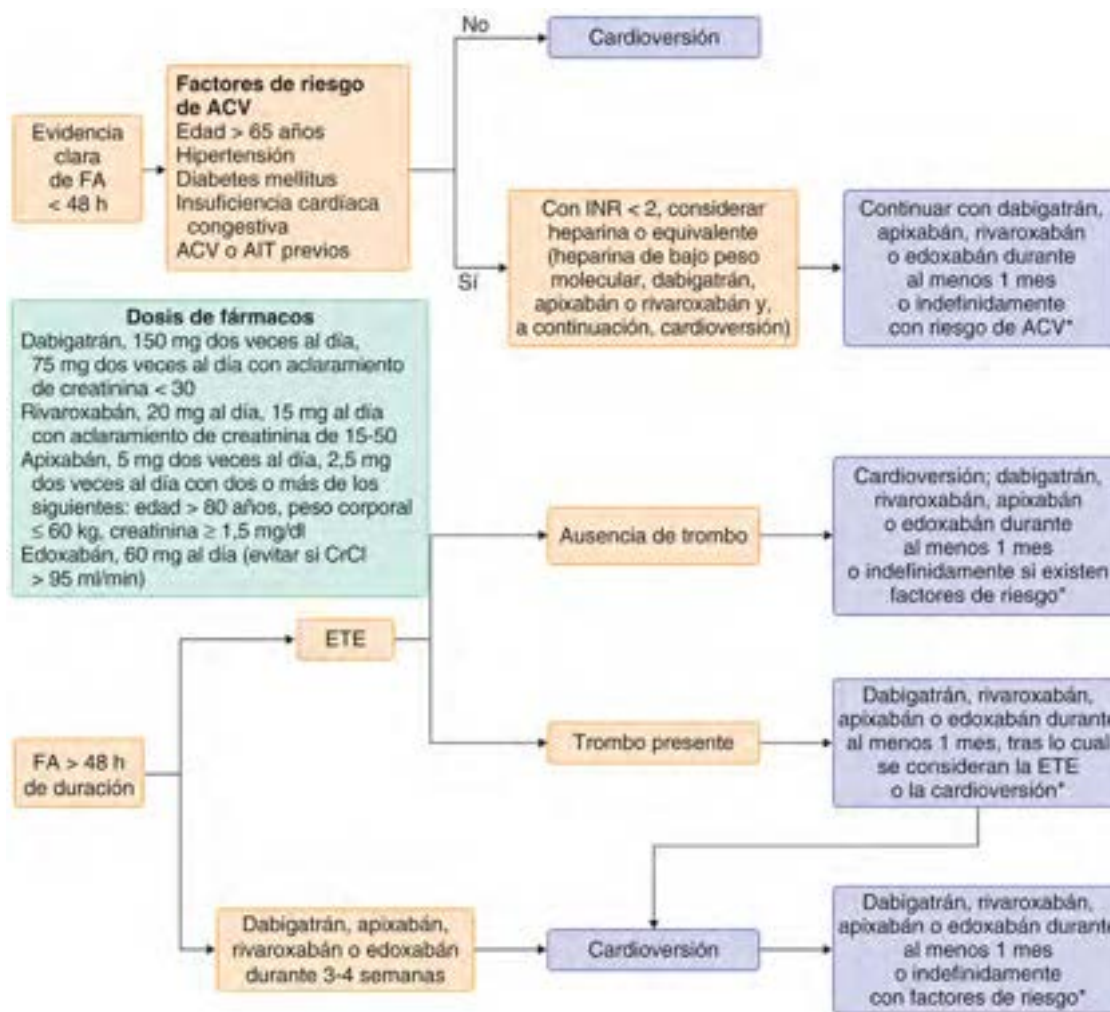 No
Cardioversión
Evidencia
clara
de FA
< 48 h
Factores de riesgo
de ACV
Edad > 65 años
Hipertensión
Diabetes mellitus
Insuficiencia cardíaca
congestiva
ACV o AIT previos
Sí
Con INR < 2, considerar
heparina o equivalente
(heparina de bajo peso
molecular, dabigatrán,
apixabán o rivaroxabán y,
a continuación, cardioversión)
Continuar con dabigatrán,
apixabán, rivaroxabán
o edoxabán durante
al menos 1 mes
o indefinidamente
con riesgo de ACV*
Dosis de fármacos
Dabigatrán, 150 mg dos veces al día,
75 mg dos veces al día con aclaramiento
de creatinina < 30
Rivaroxabán, 20 mg al día, 15 mg al día
con aclaramiento de creatinina de 15-50
Apixabán, 5 mg dos veces al día, 2,5 mg
dos veces al día con dos o más de los
siguientes: edad > 80 años, peso corporal
≤ 60 kg, creatinina ≥ 1,5 mg/dl
Edoxabán, 60 mg al día (evitar si CrCl
> 95 ml/min)
FA > 48 h
de duración
ETE
Ausencia de trombo
Cardioversión; dabigatrán,
rivaroxabán, apixabán
o edoxabán durante
al menos 1 mes
o indefinidamente si existen
factores de riesgo*
Trombo presente
Dabigatrán, rivaroxabán,
apixabán o edoxabán durante
al menos 1 mes, tras lo cual
se consideran la ETE
o la cardioversión*
Dabigatrán, apixabán,
rivaroxabán o edoxabán
durante 3-4 semanas
Cardioversión
Dabigatrán, rivaroxabán,
apixabán o edoxabán durante
al menos 1 mes
o indefinidamente
con factores de riesgo*